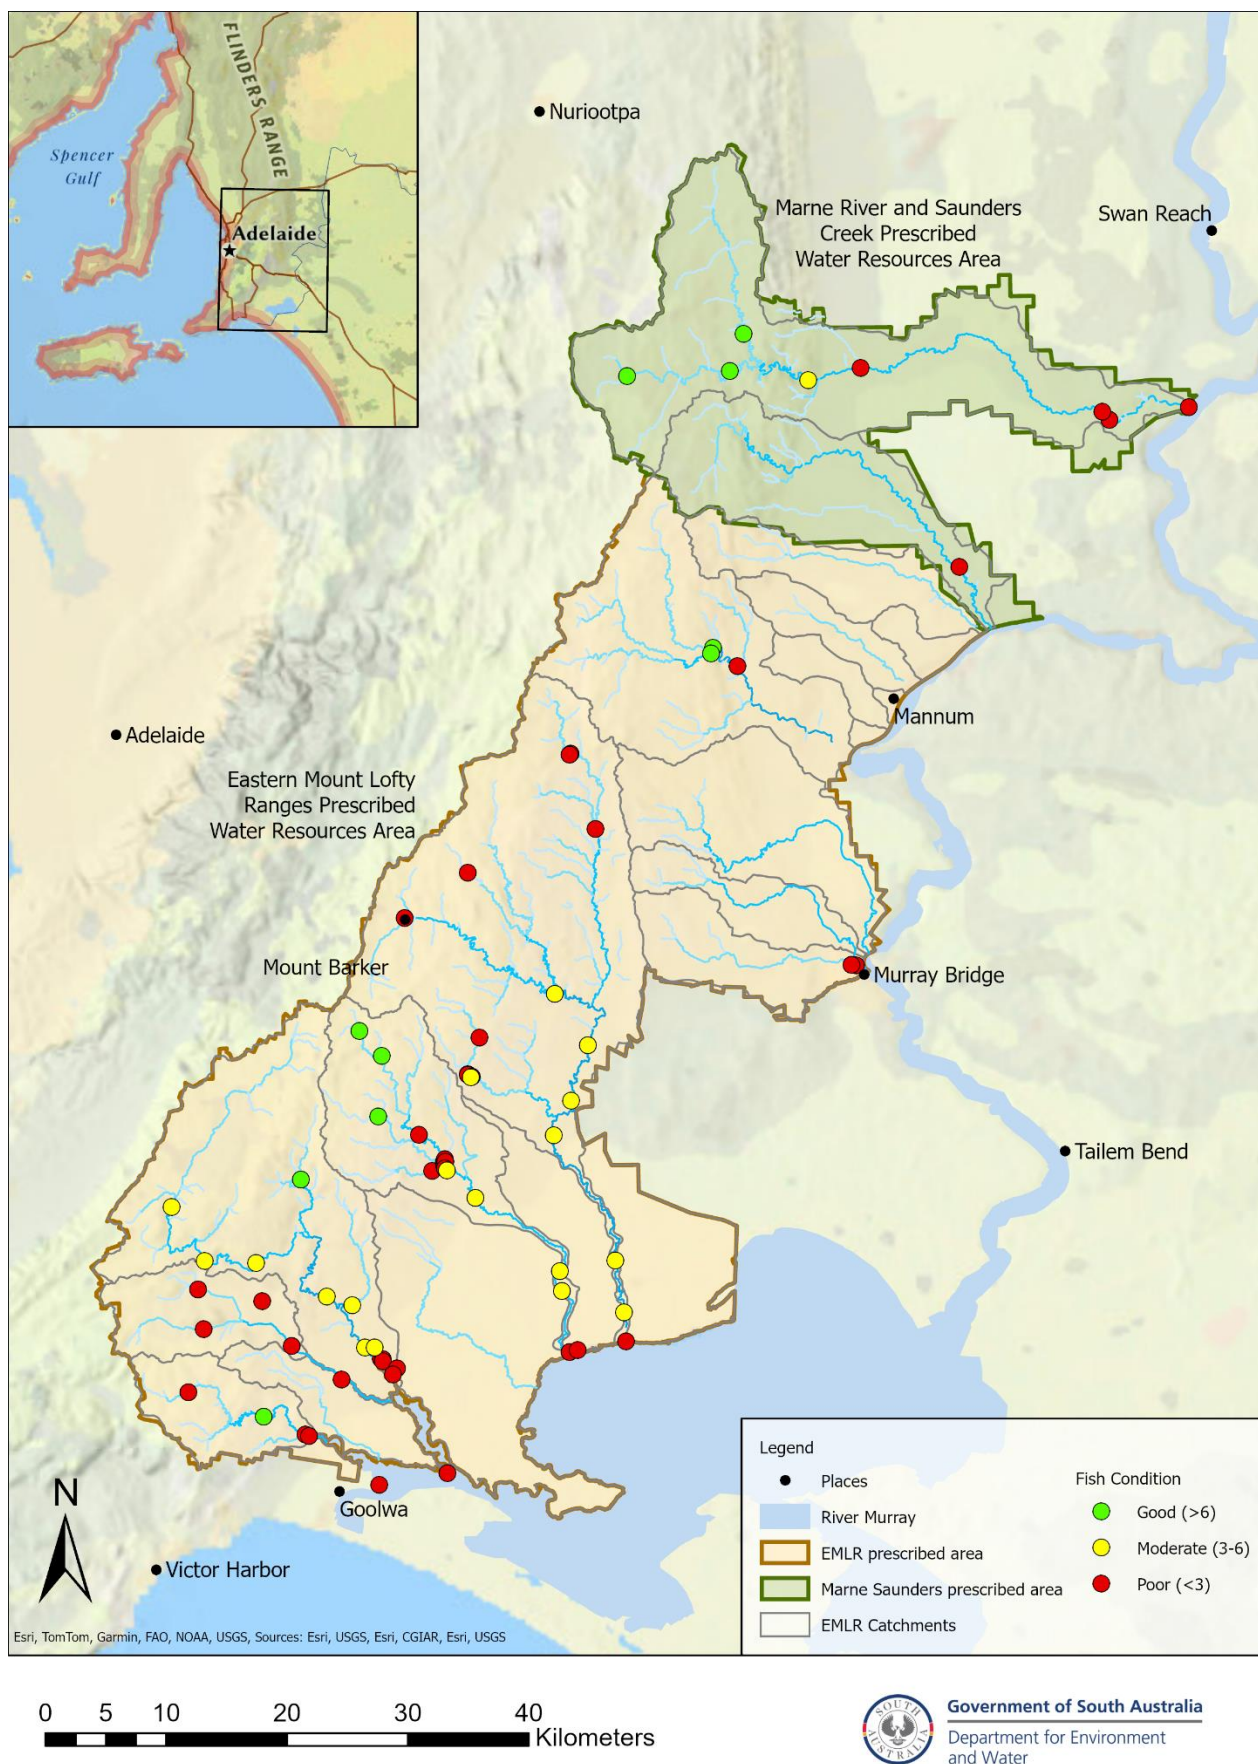 FLINDERS RANGE
Spencer
Gulf
Adelaide
Nuriootpa
Marne River and Saunders
Creek Prescribed
Water Resources Area
Swan Reach
Mannum
Adelaide
Eastern Mount Lofty
Ranges Prescribed
Water Resources Area
Mount Barker
Murray Bridge
Tailem Bend
Goolwa
Victor Harbor
N
Legend
Places
River Murray
EMLR prescribed area
Marne Saunders prescribed area
EMLR Catchments
Fish Condition
Good (>6)
Moderate (3-6)
Poor (<3)
Esri, TomTom, Garmin, FAO, NOAA, USGS, Sources: Esri, USGS, Esri, CGIAR, Esri, USGS
0 5 10 20 30 40
Kilometers
SOUTH AUSTRALIA
Government of South Australia
Department for Environment
and Water